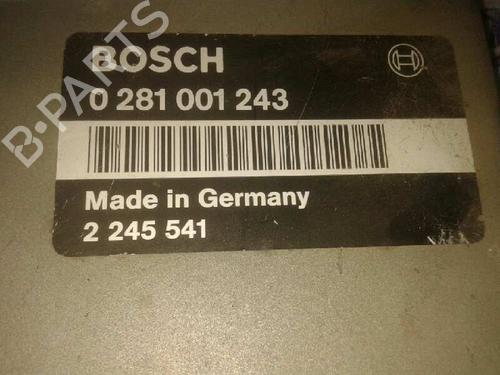 BOSCH
0 281 001 243
Made in Germany
2 245 541
B-PARTS